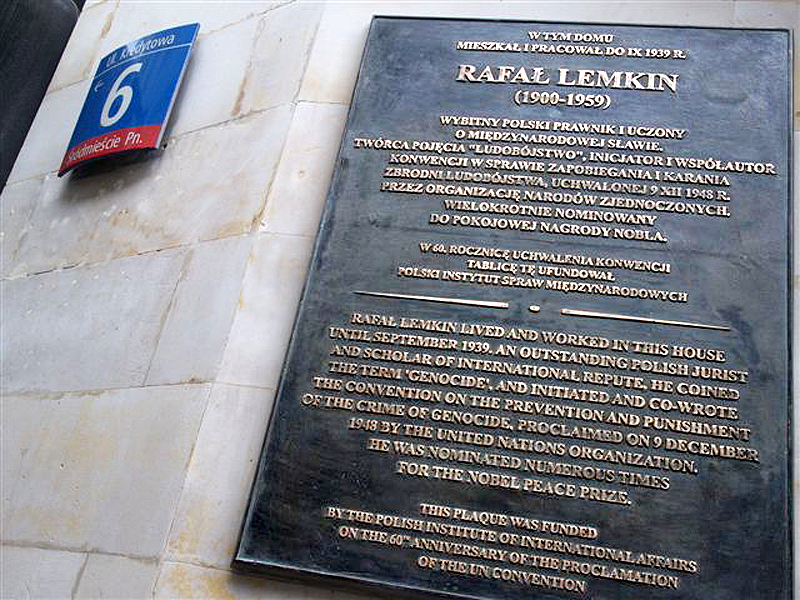 ul. Kredytowa
← 6
Śródmieście Pn.
W TYM DOMU
MIESZKAŁ I PRACOWAŁ DO IX 1939 R.
RAFAŁ LEMKIN
(1900-1959)
WYBITNY POLSKI PRAWNIK I UCZONY
O MIĘDZYNARODOWEJ SŁAWIE.
TWÓRCA POJĘCIA "LUDOBÓJSTWO", INICJATOR I WSPÓŁAUTOR
KONWENCJI W SPRAWIE ZAPOBIEGANIA I KARANIA
ZBRODNI LUDOBÓJSTWA, UCHWALONEJ 9 XII 1948 R.
PRZEZ ORGANIZACJĘ NARODÓW ZJEDNOCZONYCH.
WIELOKROTNIE NOMINOWANY
DO POKOJOWEJ NAGRODY NOBLA.
W 60. ROCZNICĘ UCHWALENIA KONWENCJI
TABLICĘ TĘ UFUNDOWAŁ
POLSKI INSTYTUT SPRAW MIĘDZYNARODOWYCH
RAFAŁ LEMKIN LIVED AND WORKED IN THIS HOUSE
UNTIL SEPTEMBER 1939. AN OUTSTANDING POLISH JURIST
AND SCHOLAR OF INTERNATIONAL REPUTE, HE COINED
THE TERM 'GENOCIDE', AND INITIATED AND CO-WROTE
THE CONVENTION ON THE PREVENTION AND PUNISHMENT
OF THE CRIME OF GENOCIDE, PROCLAIMED ON 9 DECEMBER
1948 BY THE UNITED NATIONS ORGANIZATION.
HE WAS NOMINATED NUMEROUS TIMES
FOR THE NOBEL PEACE PRIZE.
THIS PLAQUE WAS FUNDED
BY THE POLISH INSTITUTE OF INTERNATIONAL AFFAIRS
ON THE 60TH ANNIVERSARY OF THE PROCLAMATION
OF THE UN CONVENTION